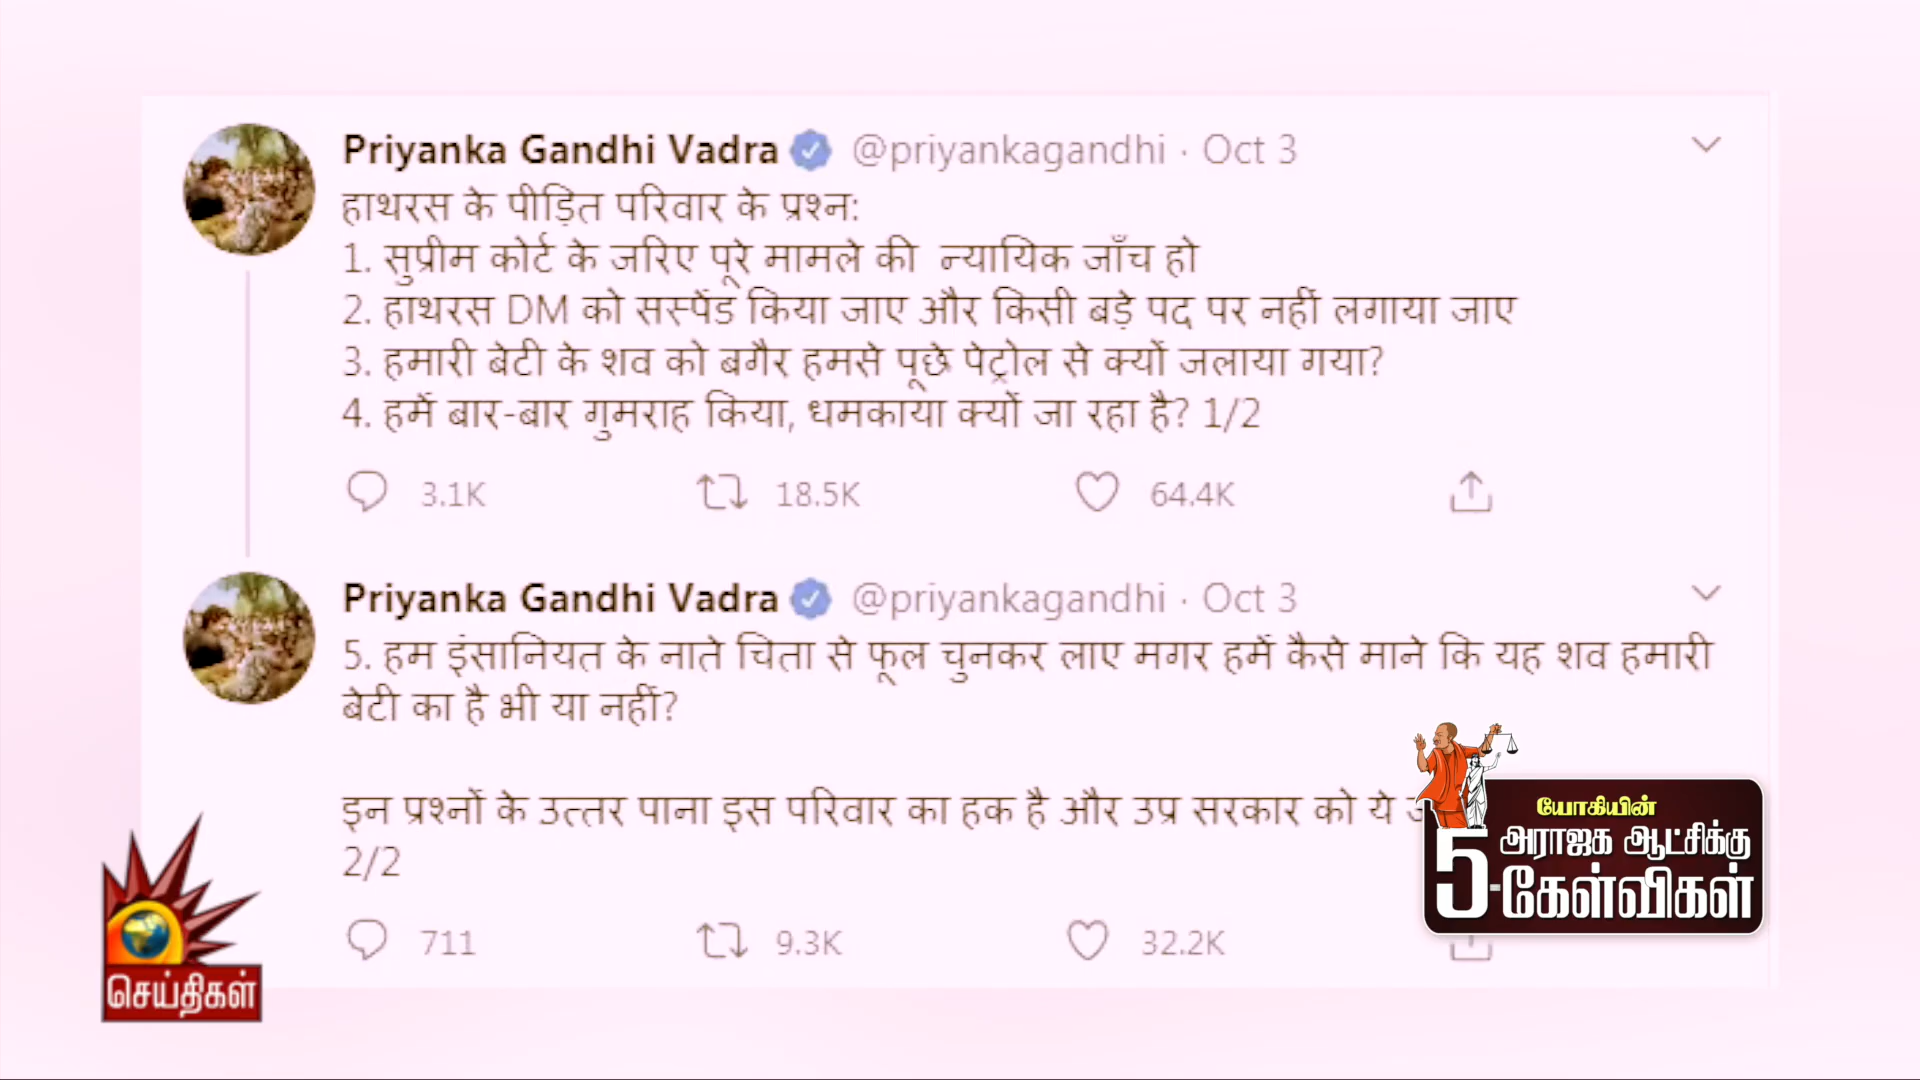 Priyanka Gandhi Vadra @priyankagandhi · Oct 3
हाथरस के पीड़ित परिवार के प्रश्न:
1. सुप्रीम कोर्ट के जरिए पूरे मामले की न्यायिक जाँच हो
2. हाथरस DM को सस्पेंड किया जाए और किसी बड़े पद पर नहीं लगाया जाए
3. हमारी बेटी के शव को बगैर हमसे पूछे पेट्रोल से क्यों जलाया गया?
4. हमें बार-बार गुमराह किया, धमकाया क्यों जा रहा है? 1/2
3.1K 18.5K 64.4K
Priyanka Gandhi Vadra @priyankagandhi · Oct 3
5. हम इंसानियत के नाते चिता से फूल चुनकर लाए मगर हमें कैसे माने कि यह शव हमारी
बेटी का है भी या नहीं?
इन प्रश्नों के उत्तर पाना इस परिवार का हक है और उप्र सरकार को ये
2/2
711 9.3K 32.2K
யோகியின்
அராஜக ஆட்சிக்கு
5-கேள்விகள்
செய்திகள்